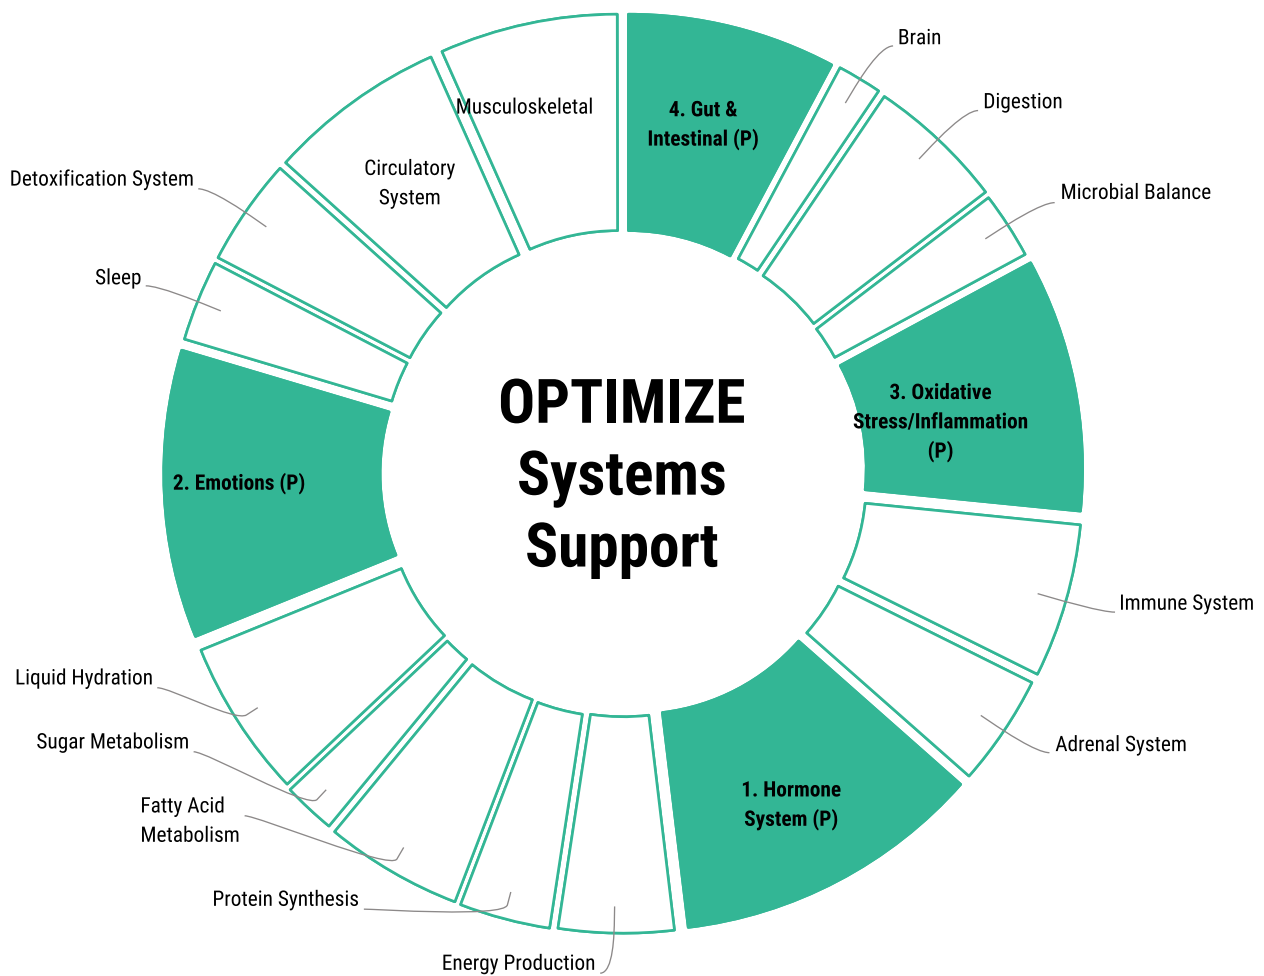 OPTIMIZE
Systems
Support
4. Gut &
Intestinal (P)
Brain
Digestion
Microbial Balance
3. Oxidative
Stress/Inflammation
(P)
Immune System
Adrenal System
1. Hormone
System (P)
Energy Production
Protein Synthesis
Fatty Acid
Metabolism
Sugar Metabolism
Liquid Hydration
2. Emotions (P)
Sleep
Detoxification System
Circulatory
System
Musculoskeletal